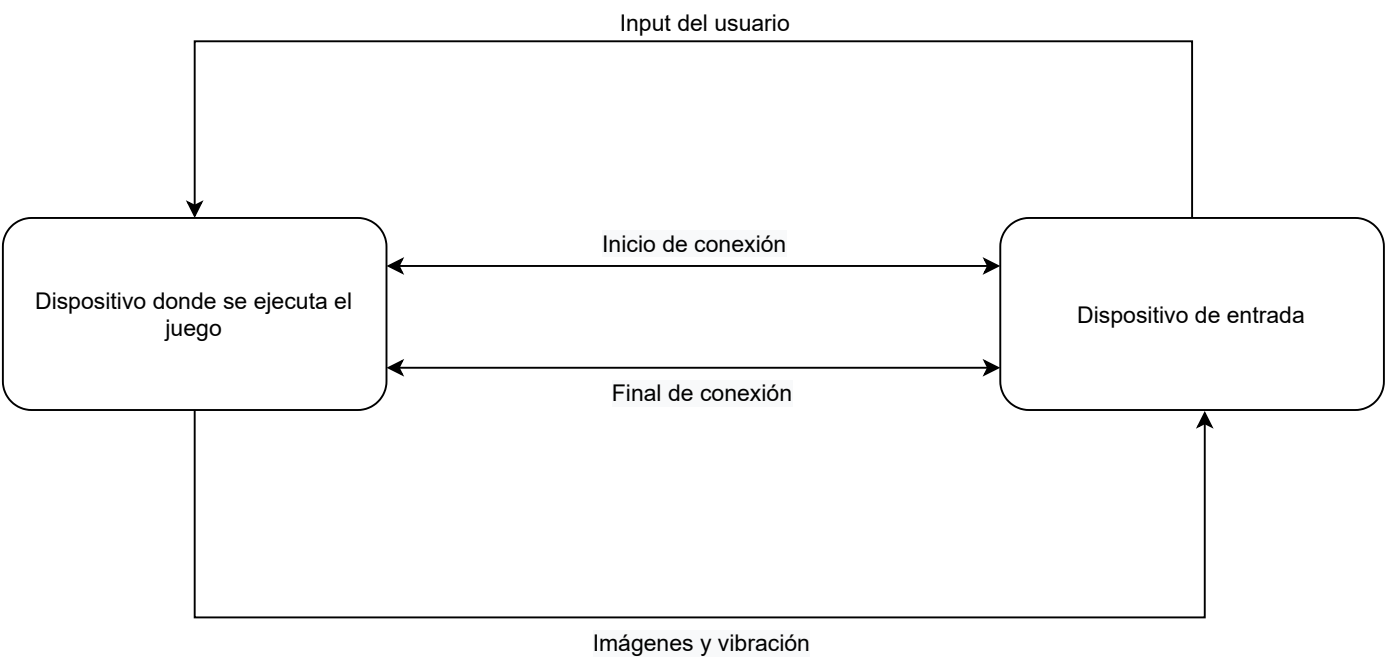 Input del usuario
Inicio de conexión
Dispositivo donde se ejecuta el
juego
Dispositivo de entrada
Final de conexión
Imágenes y vibración